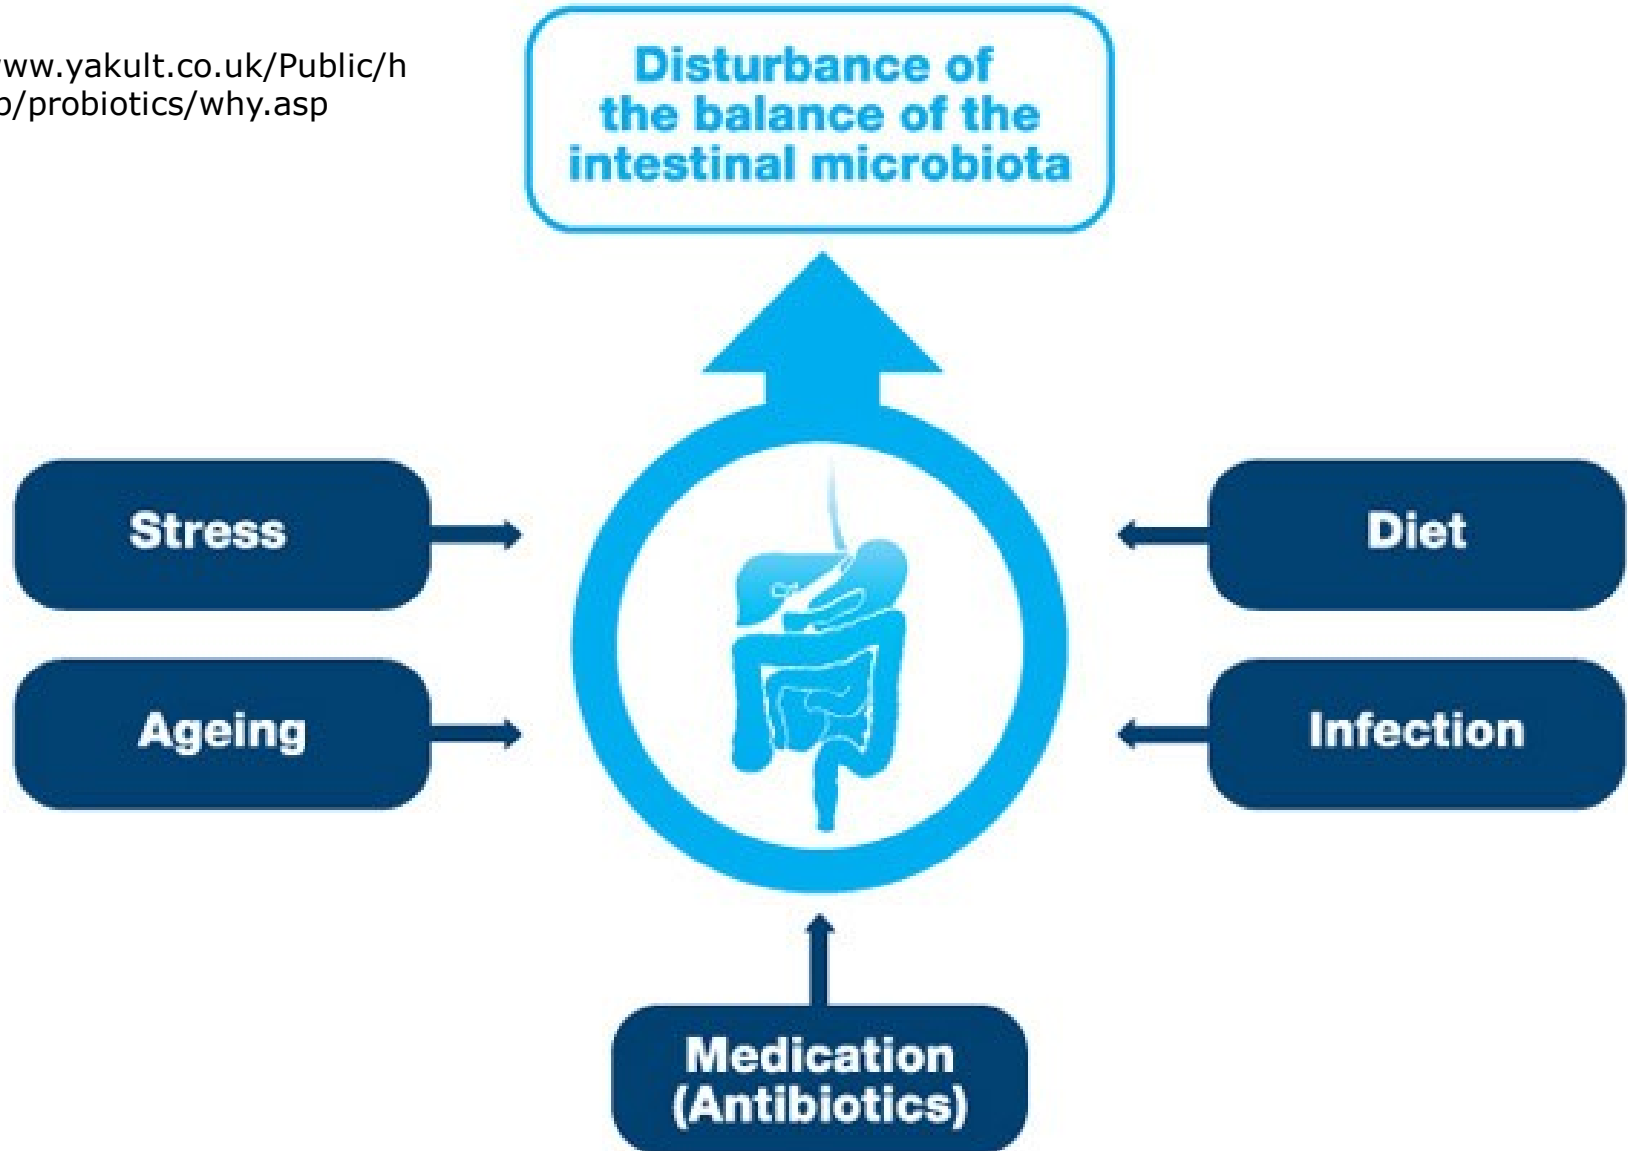 ww.yakult.co.uk/Public/h
/probiotics/why.asp
Disturbance of
the balance of the
intestinal microbiota
Stress
Diet
Ageing
Infection
Medication
(Antibiotics)